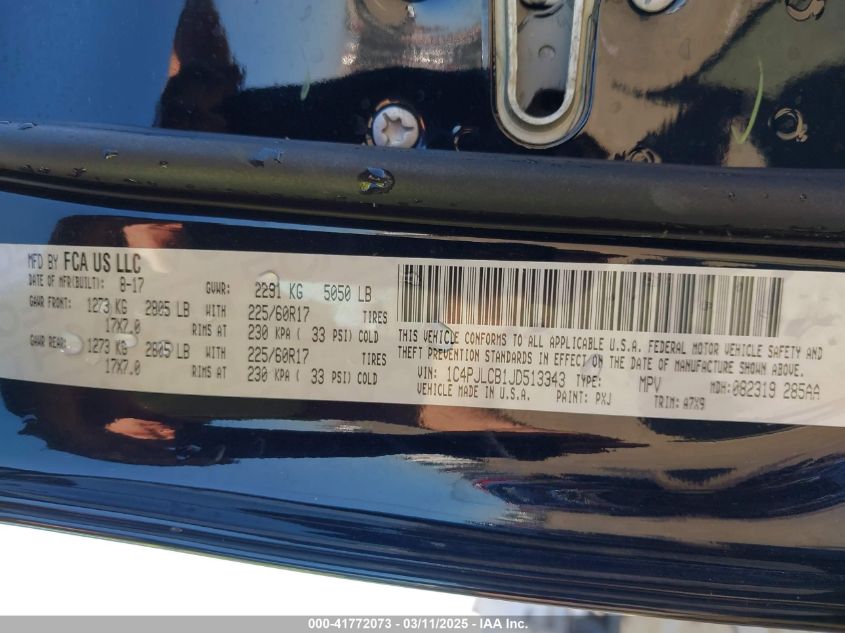 MFD BY FCA US LLC
DATE OF MFR(BUILT): 8-17 GVWR: 2291 KG 5050 LB
GAWR FRONT: 1273 KG 2805 LB WITH 225/60R17 TIRES
17X7.0 RIMS AT 230 KPA ( 33 PSI) COLD
GAWR REAR: 1273 KG 2805 LB WITH 225/60R17 TIRES
17X7.0 RIMS AT 230 KPA ( 33 PSI) COLD
THIS VEHICLE CONFORMS TO ALL APPLICABLE U.S.A. FEDERAL MOTOR VEHICLE SAFETY AND
THEFT PREVENTION STANDARDS IN EFFECT ON THE DATE OF MANUFACTURE SHOWN ABOVE.
VIN: 1C4PJLCB1JD513343 TYPE: MPV MDH:082319 285AA
VEHICLE MADE IN U.S.A. PAINT: PXJ TRIM: A7X9
000-41772073 - 03/11/2025 - IAA Inc.